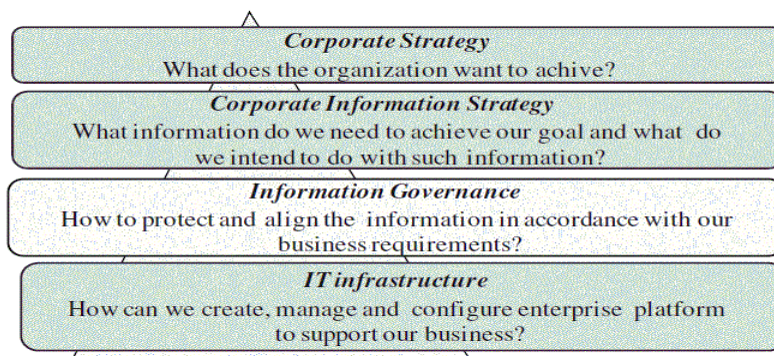 Corporate Strategy
What does the organization want to achive?
Corporate Information Strategy
What information do we need to achieve our goal and what do
we intend to do with such information?
Information Governance
How to protect and align the information in accordance with our
business requirements?
IT infrastructure
How can we create, manage and configure enterprise platform
to support our business?